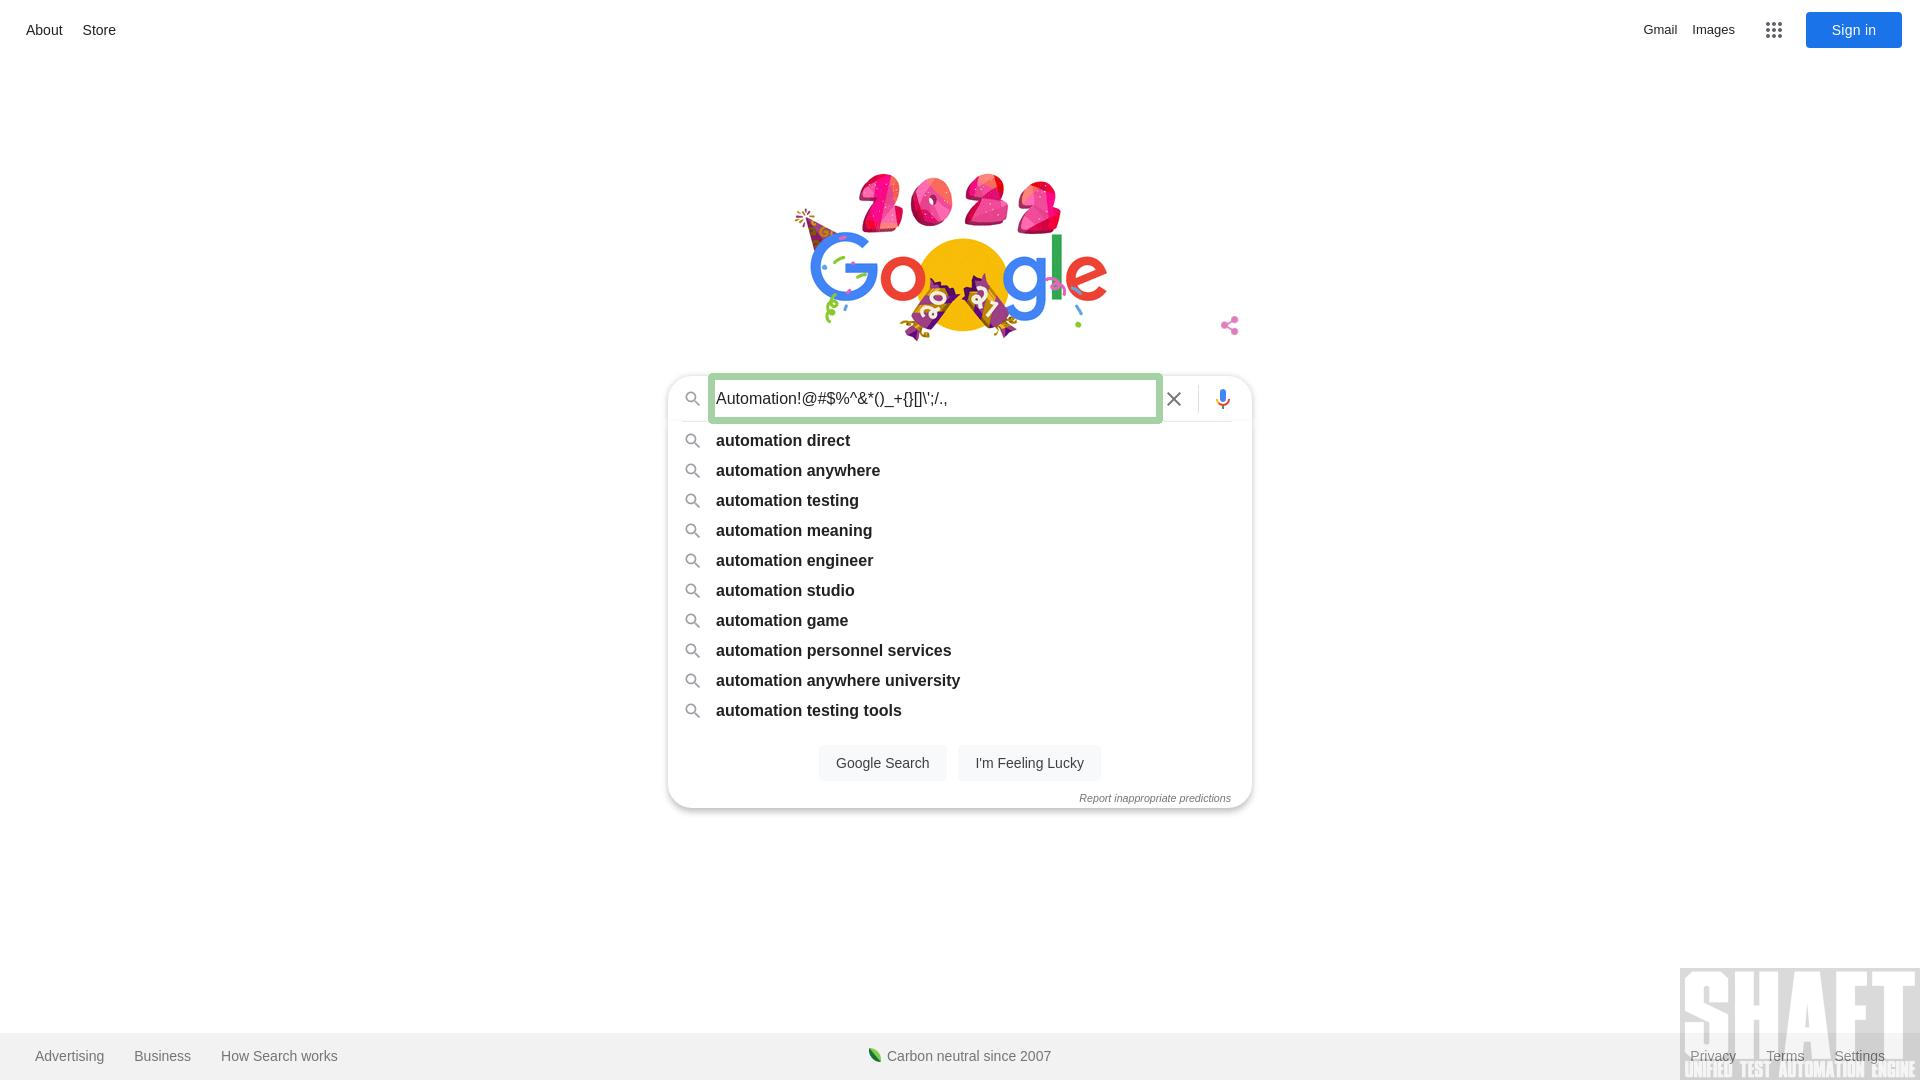 About Store Gmail Images Sign in
2022
Google
Automation!@#$%^&*()_+{}[]\';/.,
automation direct
automation anywhere
automation testing
automation meaning
automation engineer
automation studio
automation game
automation personnel services
automation anywhere university
automation testing tools
Google Search I'm Feeling Lucky
Report inappropriate predictions
SHAFT
Advertising Business How Search works Carbon neutral since 2007 Privacy Terms Settings
UNIFIED TEST AUTOMATION ENGINE